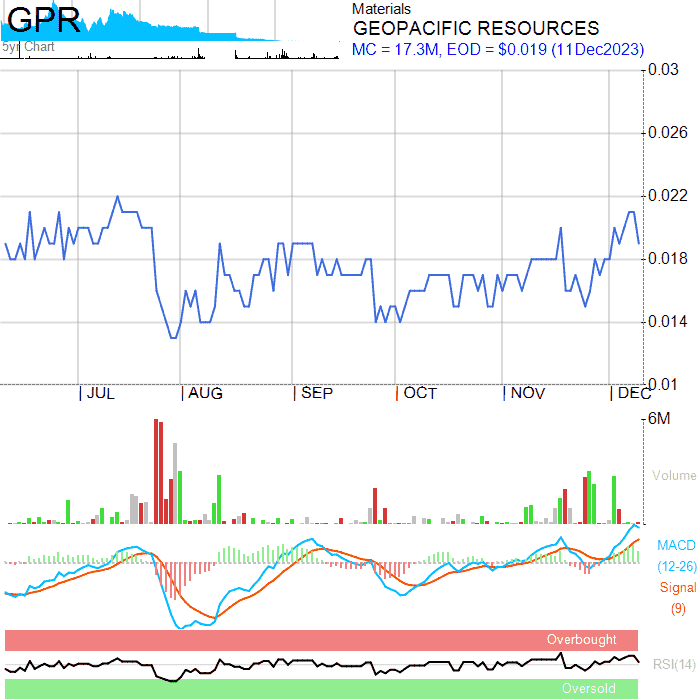 GPR
5yr Chart
Materials
GEOPACIFIC RESOURCES
MC = 17.3M, EOD = $0.019 (11Dec2023)
0.03
0.026
0.022
0.018
0.014
0.01
JUL
AUG
SEP
OCT
NOV
DEC
6M
Volume
MACD
(12-26)
Signal
(9)
Overbought
RSI(14)
Oversold